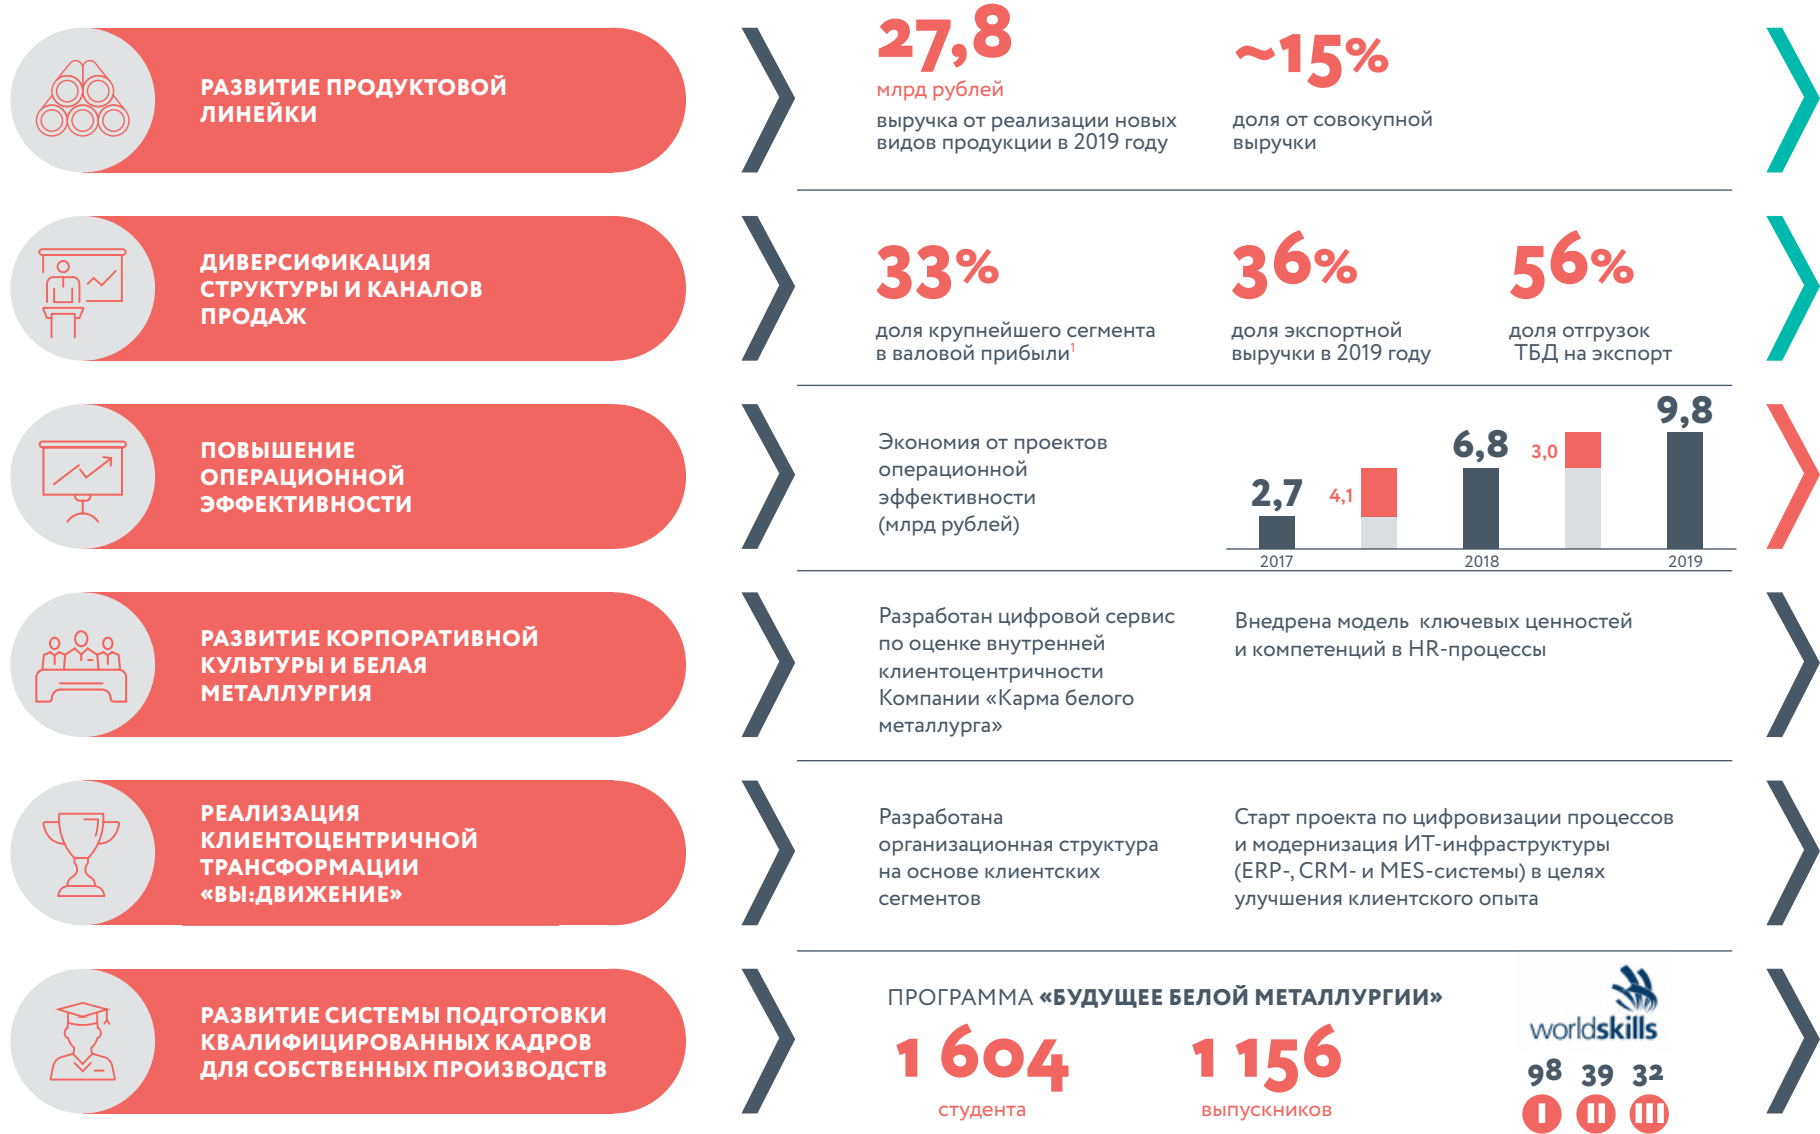 РАЗВИТИЕ ПРОДУКТОВОЙ
ЛИНЕЙКИ
27,8
млрд рублей
выручка от реализации новых
видов продукции в 2019 году
~15%
доля от совокупной
выручки
ДИВЕРСИФИКАЦИЯ
СТРУКТУРЫ И КАНАЛОВ
ПРОДАЖ
33%
доля крупнейшего сегмента
в валовой прибыли¹
36%
доля экспортной
выручки в 2019 году
56%
доля отгрузок
ТБД на экспорт
ПОВЫШЕНИЕ
ОПЕРАЦИОННОЙ
ЭФФЕКТИВНОСТИ
Экономия от проектов
операционной
эффективности
(млрд рублей)
2,7
4,1
6,8
3,0
9,8
2017
2018
2019
РАЗВИТИЕ КОРПОРАТИВНОЙ
КУЛЬТУРЫ И БЕЛАЯ
МЕТАЛЛУРГИЯ
Разработан цифровой сервис
по оценке внутренней
клиентоцентричности
Компании «Карма белого
металлурга»
Внедрена модель ключевых ценностей
и компетенций в HR-процессы
РЕАЛИЗАЦИЯ
КЛИЕНТОЦЕНТРИЧНОЙ
ТРАНСФОРМАЦИИ
«ВЫ:ДВИЖЕНИЕ»
Разработана
организационная структура
на основе клиентских
сегментов
Старт проекта по цифровизации процессов
и модернизация ИТ-инфраструктуры
(ERP-, CRM- и MES-системы) в целях
улучшения клиентского опыта
РАЗВИТИЕ СИСТЕМЫ ПОДГОТОВКИ
КВАЛИФИЦИРОВАННЫХ КАДРОВ
ДЛЯ СОБСТВЕННЫХ ПРОИЗВОДСТВ
ПРОГРАММА «БУДУЩЕЕ БЕЛОЙ МЕТАЛЛУРГИИ»
1 604
студента
1 156
выпускников
worldskills
98 39 32
I II III